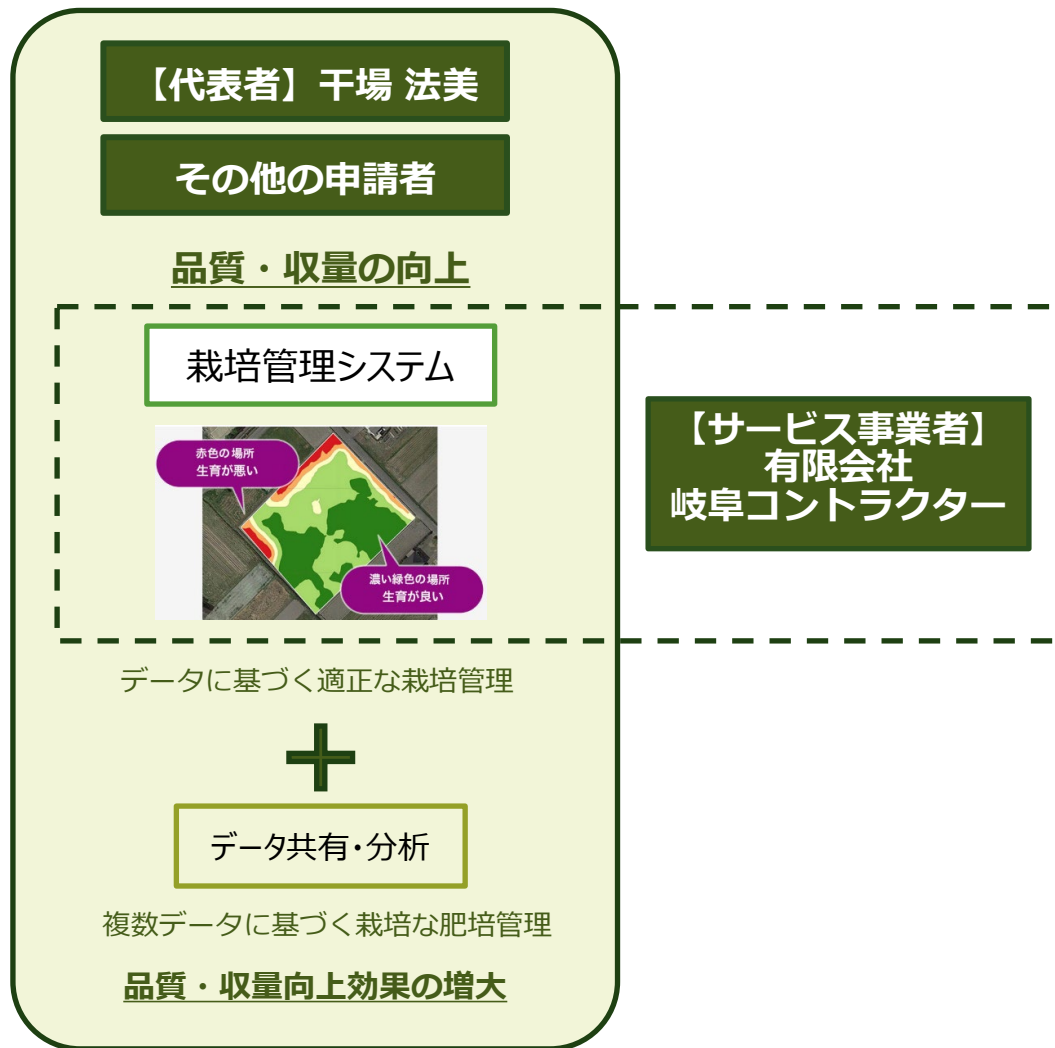 【代表者】干場 法美
その他の申請者
品質・収量の向上
栽培管理システム
赤色の場所
生育が悪い
濃い緑色の場所
生育が良い
データに基づく適正な栽培管理
データ共有・分析
複数データに基づく栽培な肥培管理
品質・収量向上効果の増大
【サービス事業者】
有限会社
岐阜コントラクター